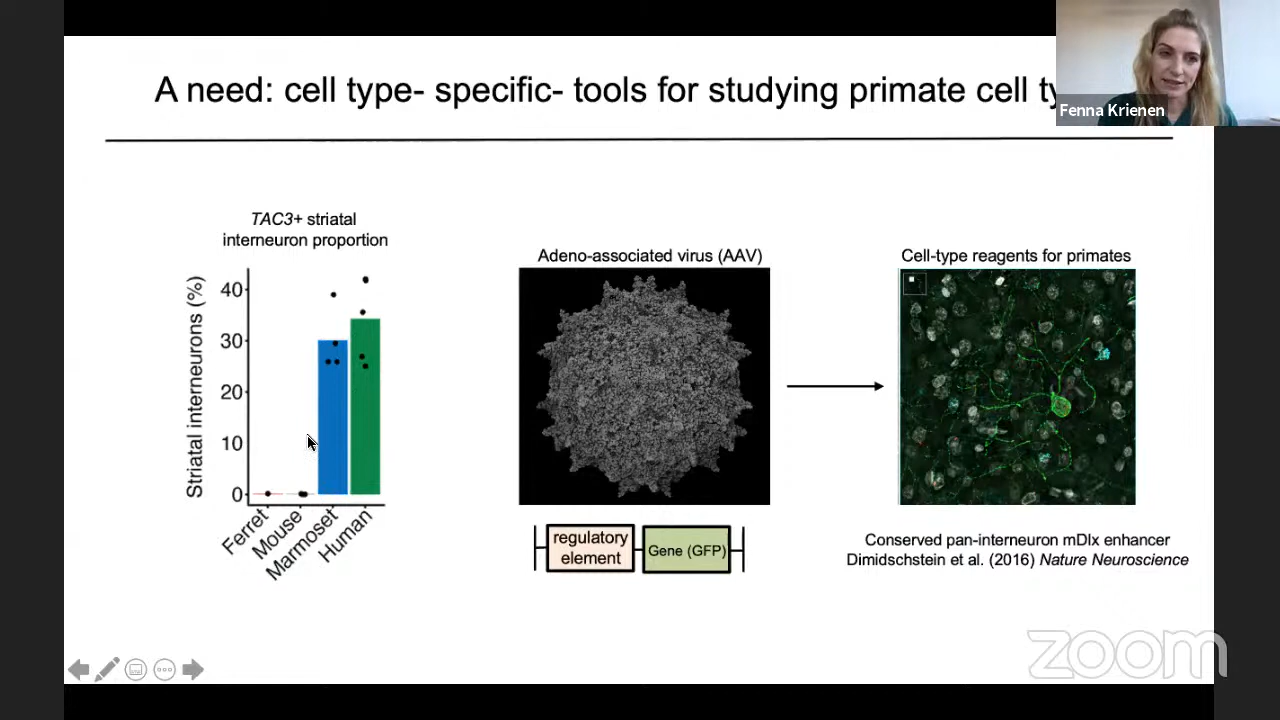 A need: cell type- specific- tools for studying primate cell ty
Fenna Krienen
TAC3+ striatal
interneuron proportion
Striatal interneurons (%)
40
30
20
10
0
Ferret
Mouse
Marmoset
Human
Adeno-associated virus (AAV)
regulatory
element
Gene (GFP)
Cell-type reagents for primates
Conserved pan-interneuron mDlx enhancer
Dimidschstein et al. (2016) Nature Neuroscience
zoom